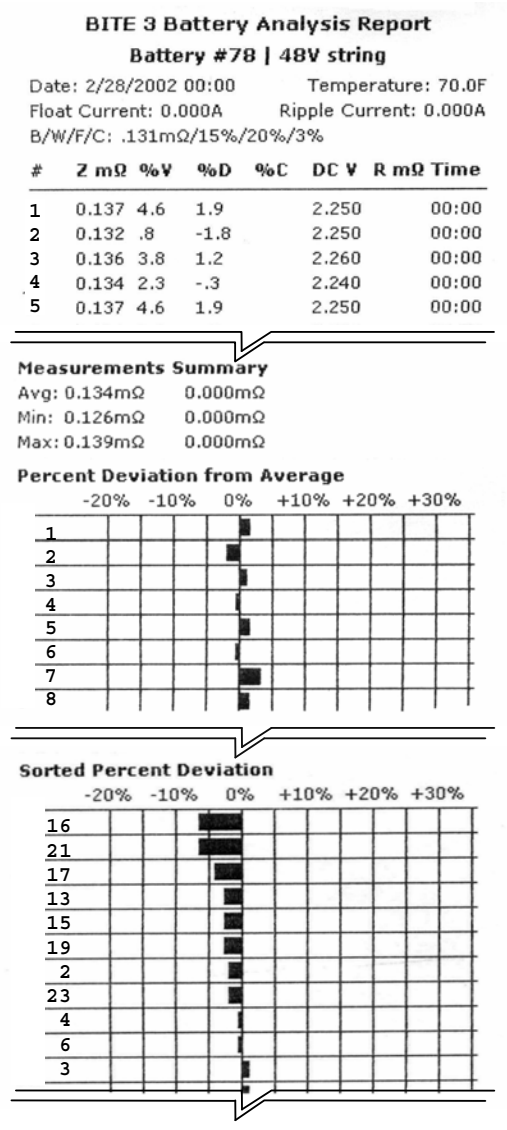 BITE 3 Battery Analysis Report
Battery #78 | 48V string
Date: 2/28/2002 00:00 Temperature: 70.0F
Float Current: 0.000A Ripple Current: 0.000A
B/W/F/C: .131mΩ/15%/20%/3%
# Z mΩ %V %D %C DC V R mΩ Time
1 0.137 4.6 1.9 2.250 00:00
2 0.132 .8 -1.8 2.250 00:00
3 0.136 3.8 1.2 2.260 00:00
4 0.134 2.3 -.3 2.240 00:00
5 0.137 4.6 1.9 2.250 00:00
Measurements Summary
Avg: 0.134mΩ 0.000mΩ
Min: 0.126mΩ 0.000mΩ
Max: 0.139mΩ 0.000mΩ
Percent Deviation from Average
-20% -10% 0% +10% +20% +30%
1
2
3
4
5
6
7
8
Sorted Percent Deviation
-20% -10% 0% +10% +20% +30%
16
21
17
13
15
19
2
23
4
6
3